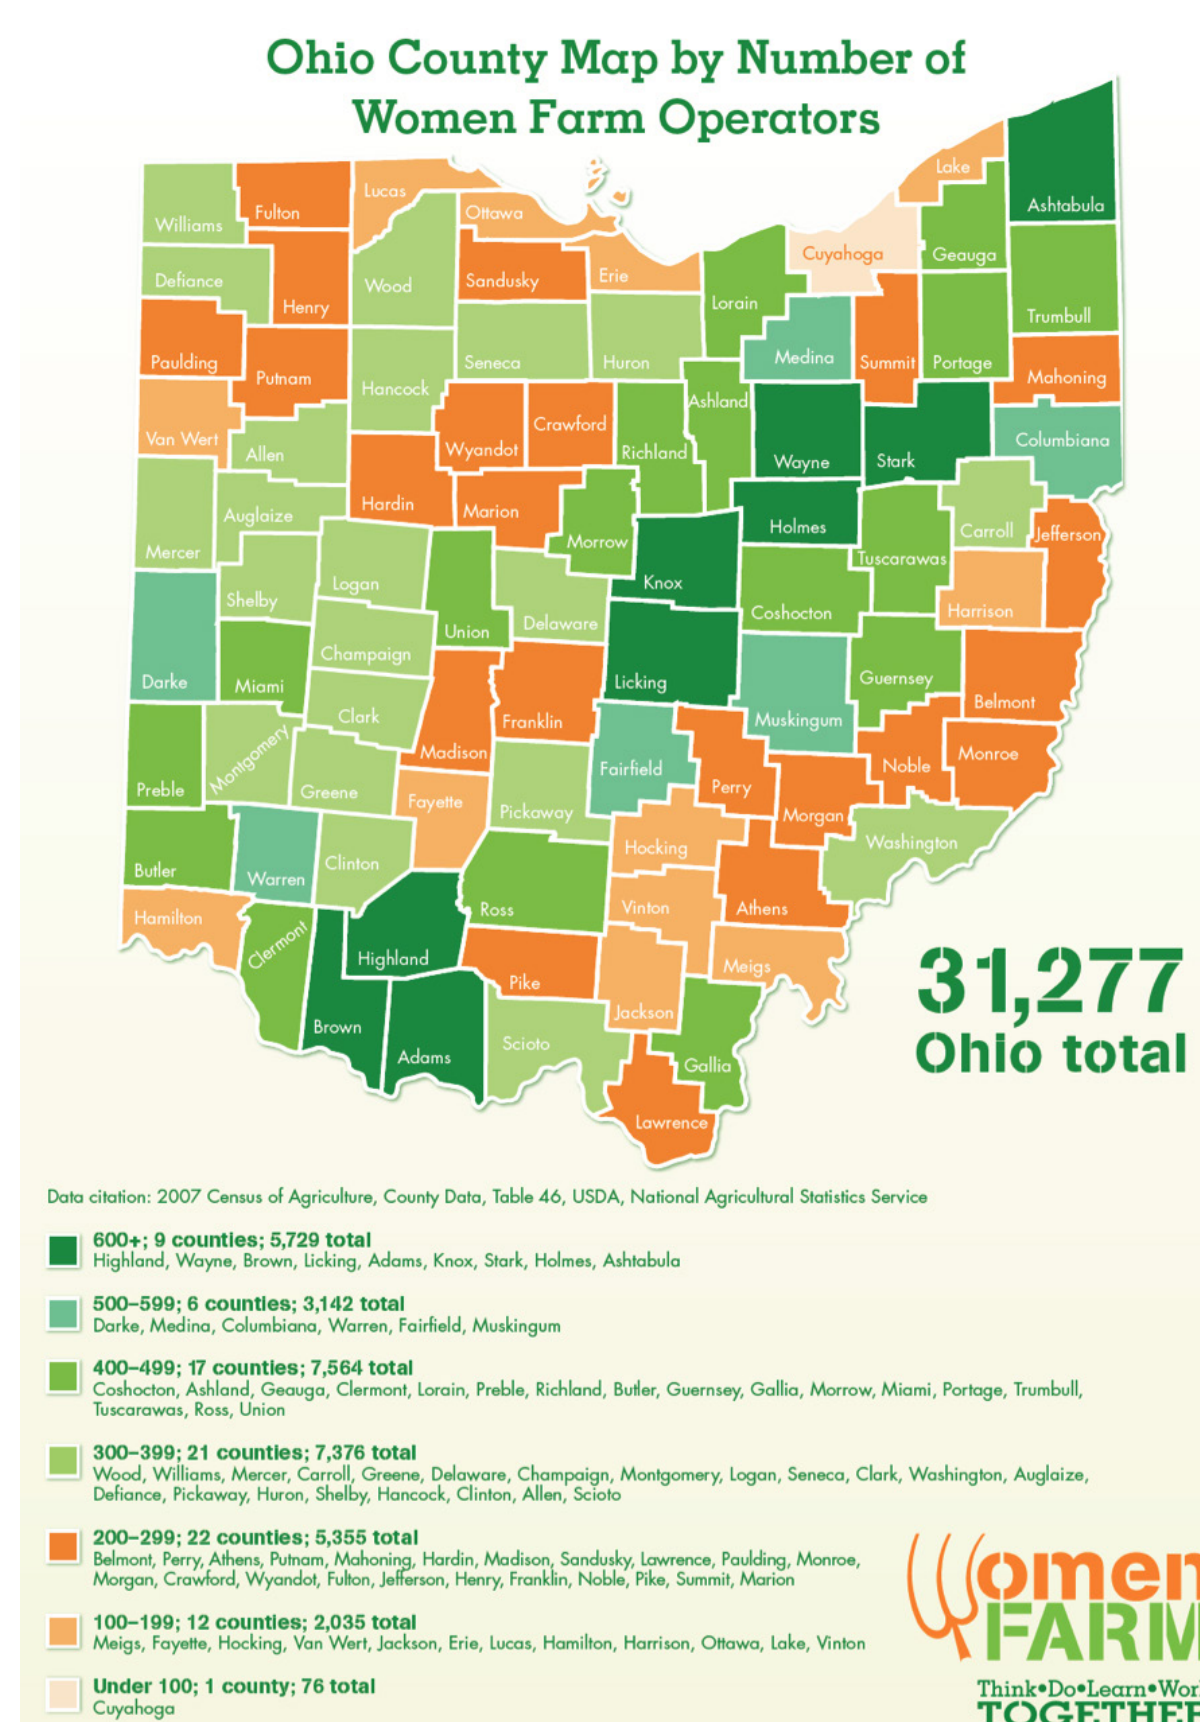 Ohio County Map by Number of
Women Farm Operators
Lake
Ashtabula
Lucas
Fulton
Ottawa
Williams
Cuyahoga
Geauga
Defiance
Wood
Sandusky
Erie
Henry
Lorain
Trumbull
Paulding
Putnam
Seneca
Huron
Medina
Summit
Portage
Mahoning
Hancock
Ashland
Van Wert
Allen
Wyandot
Crawford
Richland
Wayne
Stark
Columbiana
Hardin
Marion
Auglaize
Holmes
Carroll
Jefferson
Mercer
Morrow
Tuscarawas
Logan
Knox
Shelby
Harrison
Coshocton
Union
Delaware
Champaign
Darke
Miami
Licking
Guernsey
Belmont
Clark
Franklin
Muskingum
Madison
Montgomery
Fairfield
Noble
Monroe
Preble
Greene
Fayette
Pickaway
Perry
Morgan
Hocking
Washington
Butler
Warren
Clinton
Hamilton
Ross
Vinton
Athens
Clermont
Highland
Meigs
Pike
31,277
Jackson
Brown
Adams
Scioto
Ohio total
Gallia
Lawrence
Data citation: 2007 Census of Agriculture, County Data, Table 46, USDA, National Agricultural Statistics Service
600+; 9 counties; 5,729 total
Highland, Wayne, Brown, Licking, Adams, Knox, Stark, Holmes, Ashtabula
500–599; 6 counties; 3,142 total
Darke, Medina, Columbiana, Warren, Fairfield, Muskingum
400–499; 17 counties; 7,564 total
Coshocton, Ashland, Geauga, Clermont, Lorain, Preble, Richland, Butler, Guernsey, Gallia, Morrow, Miami, Portage, Trumbull,
Tuscarawas, Ross, Union
300–399; 21 counties; 7,376 total
Wood, Williams, Mercer, Carroll, Greene, Delaware, Champaign, Montgomery, Logan, Seneca, Clark, Washington, Auglaize,
Defiance, Pickaway, Huron, Shelby, Hancock, Clinton, Allen, Scioto
200–299; 22 counties; 5,355 total
Belmont, Perry, Athens, Putnam, Mahoning, Hardin, Madison, Sandusky, Lawrence, Paulding, Monroe,
Morgan, Crawford, Wyandot, Fulton, Jefferson, Henry, Franklin, Noble, Pike, Summit, Marion
100–199; 12 counties; 2,035 total
Meigs, Fayette, Hocking, Van Wert, Jackson, Erie, Lucas, Hamilton, Harrison, Ottawa, Lake, Vinton
Under 100; 1 county; 76 total
Cuyahoga
Women
FARM
Think•Do•Learn•Wor
TOGETHER